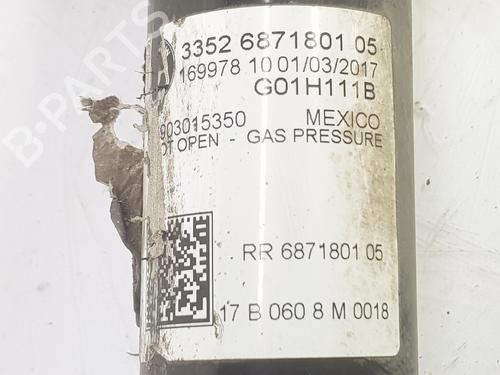 3352 6871801 05
169978 10 01/03/2017
G01H111B
903015350 MEXICO
OT OPEN - GAS PRESSURE
RR 6871801 05
17 B 060 8 M 0018
B-PARTS